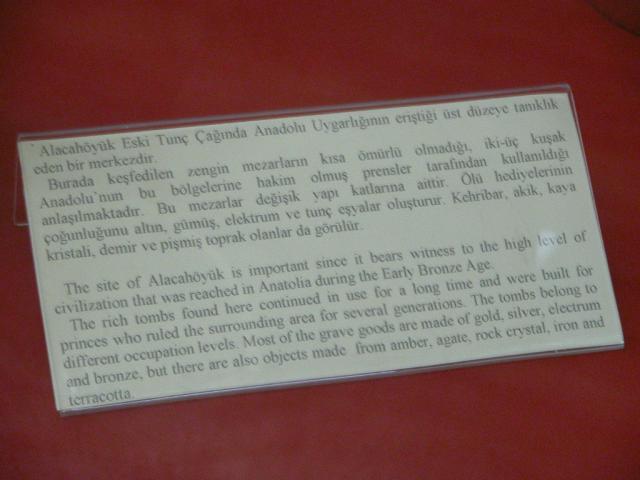 Alacahöyük Eski Tunç Çağında Anadolu Uygarlığının eriştiği üst düzeye tanıklık
eden bir merkezdir.
Burada keşfedilen zengin mezarların kısa ömürlü olmadığı, iki-üç kuşak
Anadolu'nun bu bölgelerine hakim olmuş prensler tarafından kullanıldığı
anlaşılmaktadır. Bu mezarlar değişik yapı katlarına aittir. Ölü hediyelerinin
çoğunluğunu altın, gümüş, elektrum ve tunç eşyalar oluşturur. Kehribar, akik, kaya
kristali, demir ve pişmiş toprak olanlar da görülür.
The site of Alacahöyük is important since it bears witness to the high level of
civilization that was reached in Anatolia during the Early Bronze Age.
The rich tombs found here continued in use for a long time and were built for
princes who ruled the surrounding area for several generations. The tombs belong to
different occupation levels. Most of the grave goods are made of gold, silver, electrum
and bronze, but there are also objects made from amber, agate, rock crystal, iron and
terracotta.